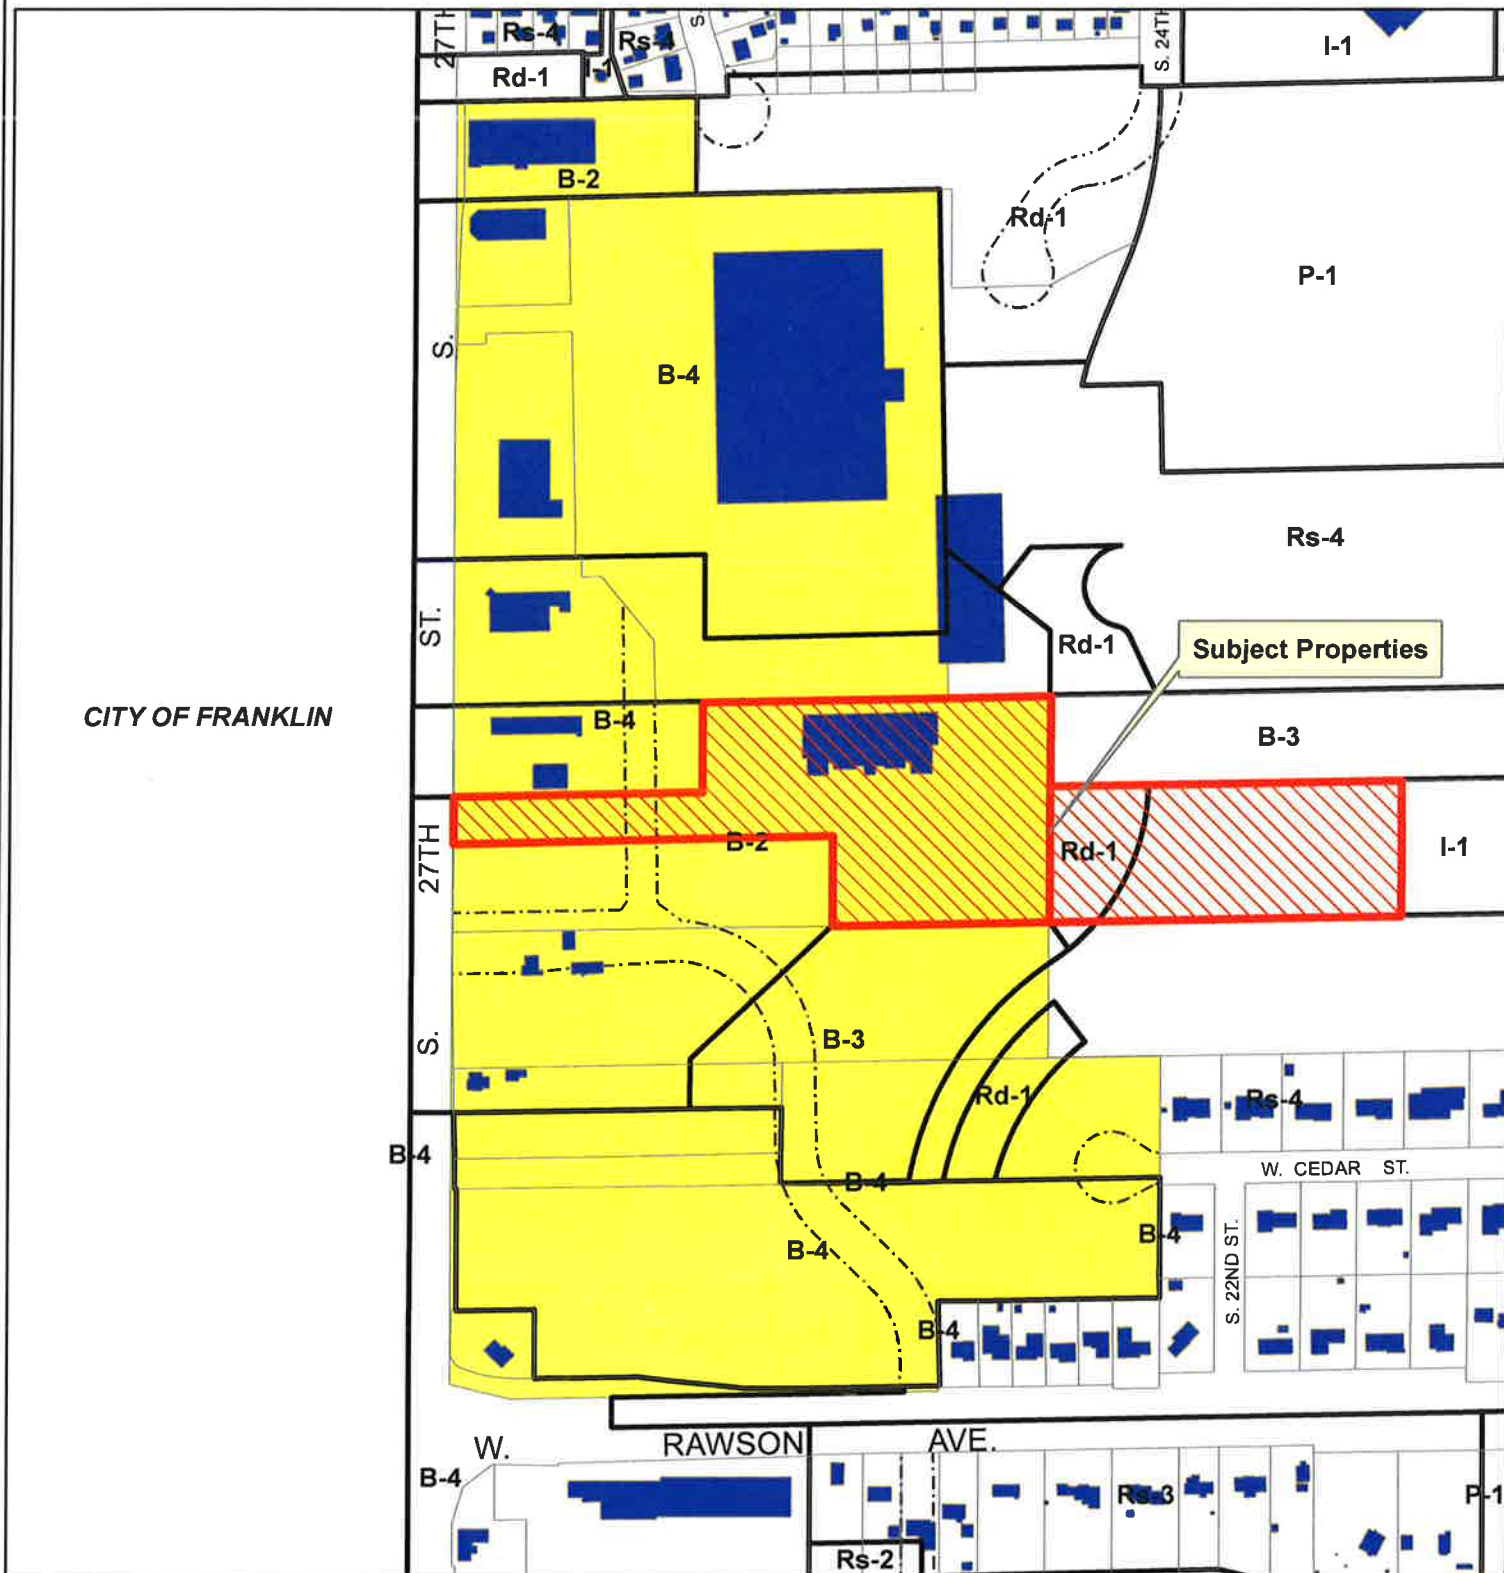 27TH
Rs-4
Rs-4
S.
S. 24TH
I-1
Rd-1
I-1
B-2
Rd-1
P-1
S.
B-4
Rs-4
ST.
Rd-1
Subject Properties
CITY OF FRANKLIN
B-4
B-3
27TH
B-2
Rd-1
I-1
S.
B-3
Rd-1
Rs-4
B-4
W. CEDAR ST.
B-4
B-4
B-4
S. 22ND ST.
B-4
W. RAWSON AVE.
B-4
Rs-3
P-1
Rs-2